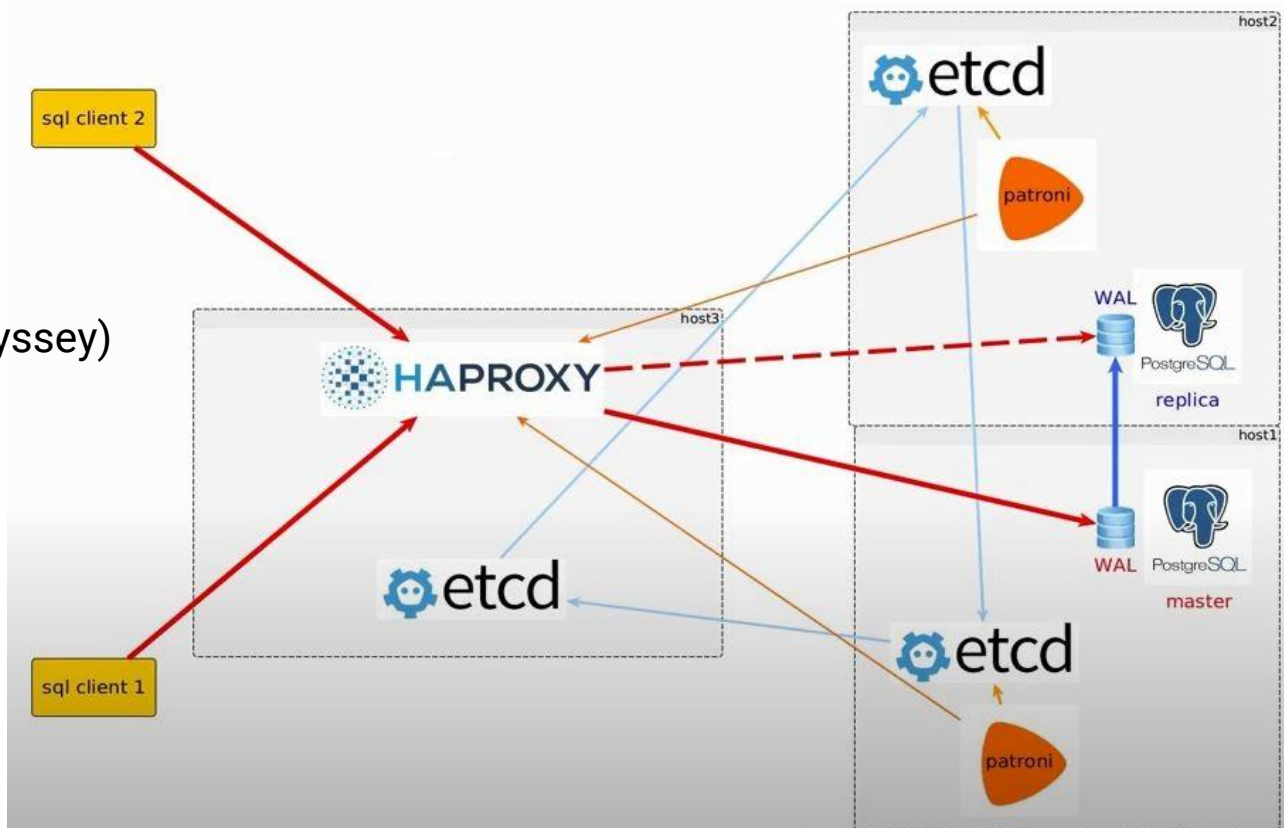 host2
etcd
sql client 2
patroni
WAL
yssey)
host3
HAPROXY
PostgreSQL
replica
host1
WAL
PostgreSQL
master
etcd
etcd
sql client 1
patroni